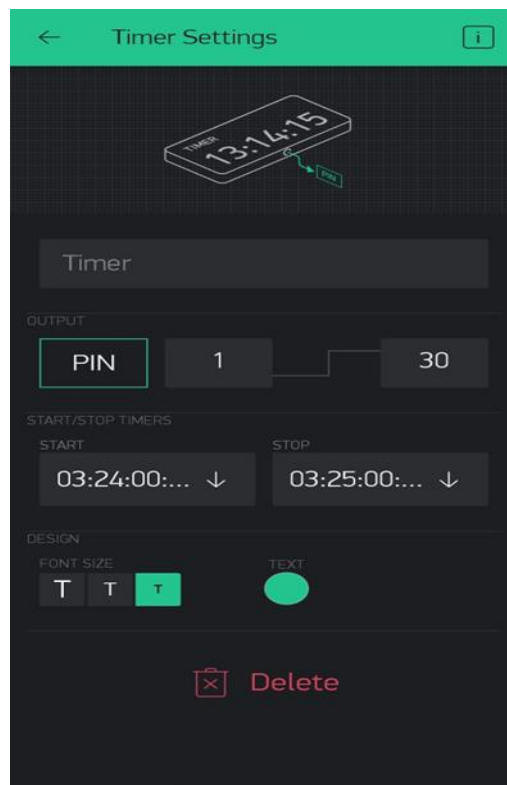 ← Timer Settings i
TIMER
13:14:15
PIN
Timer
OUTPUT
PIN 1 30
START/STOP TIMERS
START STOP
03:24:00:... ↓ 03:25:00:... ↓
DESIGN
FONT SIZE TEXT
T T T
Delete